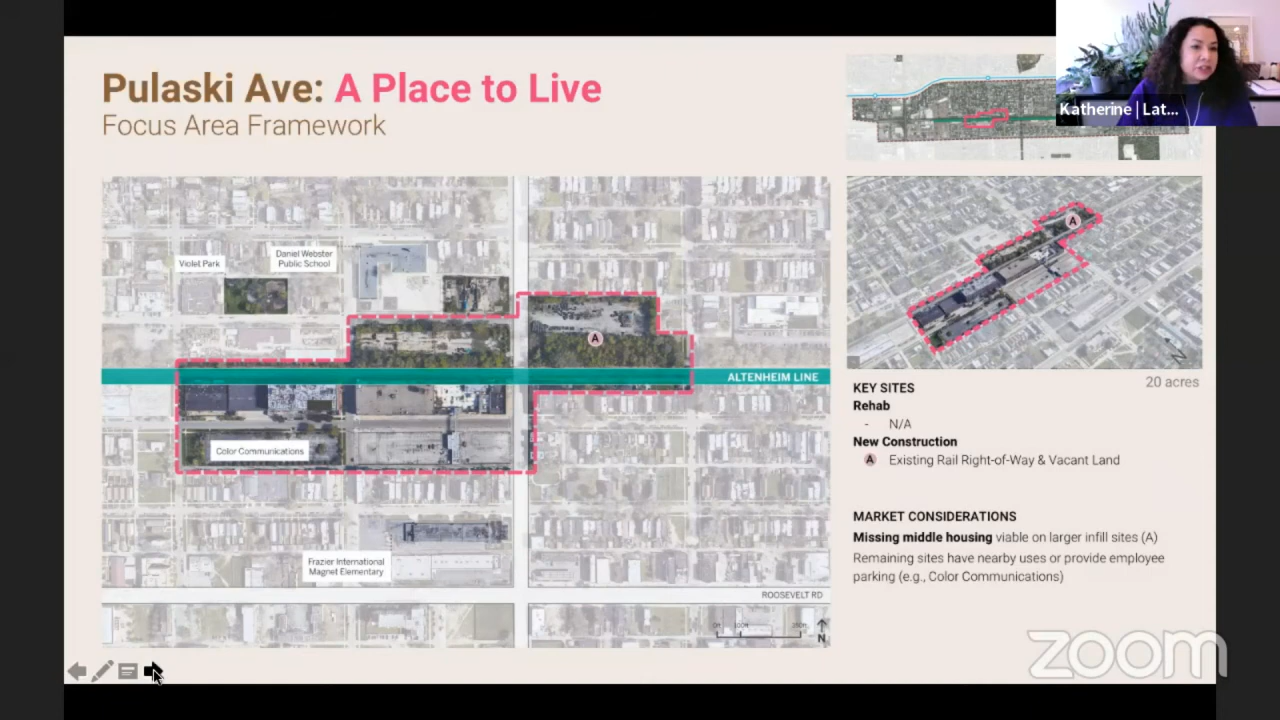 Pulaski Ave: A Place to Live
Focus Area Framework
Katherine | Lat...
Violet Park
Daniel Webster
Public School
A
A
ALTENHEIM LINE
Color Communications
Frazier International
Magnet Elementary
ROOSEVELT RD
N
20 acres
KEY SITES
Rehab
- N/A
New Construction
A Existing Rail Right-of-Way & Vacant Land
MARKET CONSIDERATIONS
Missing middle housing viable on larger infill sites (A)
Remaining sites have nearby uses or provide employee
parking (e.g., Color Communications)
zoom